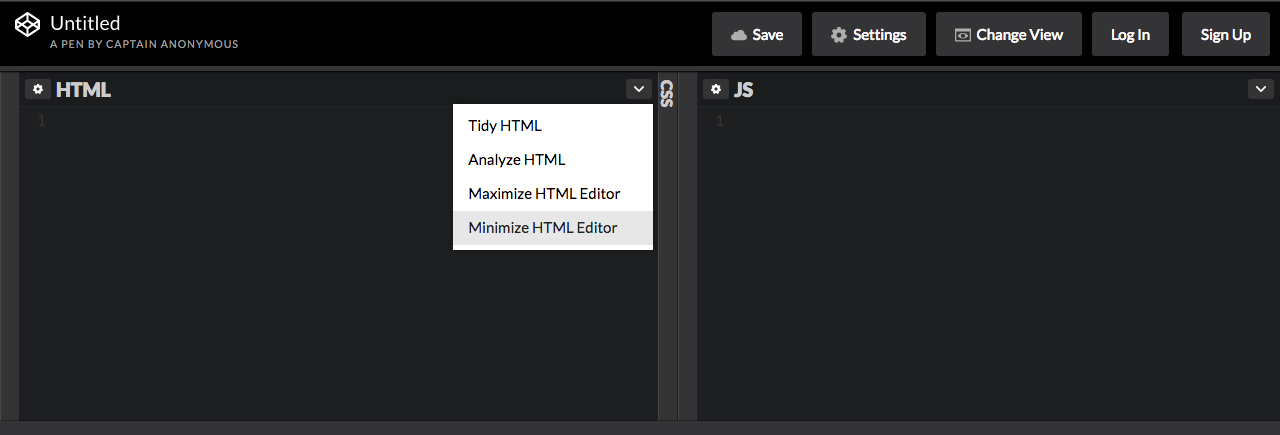 Untitled
A PEN BY CAPTAIN ANONYMOUS
Save
Settings
Change View
Log In
Sign Up
HTML
1
Tidy HTML
Analyze HTML
Maximize HTML Editor
Minimize HTML Editor
CSS
JS
1